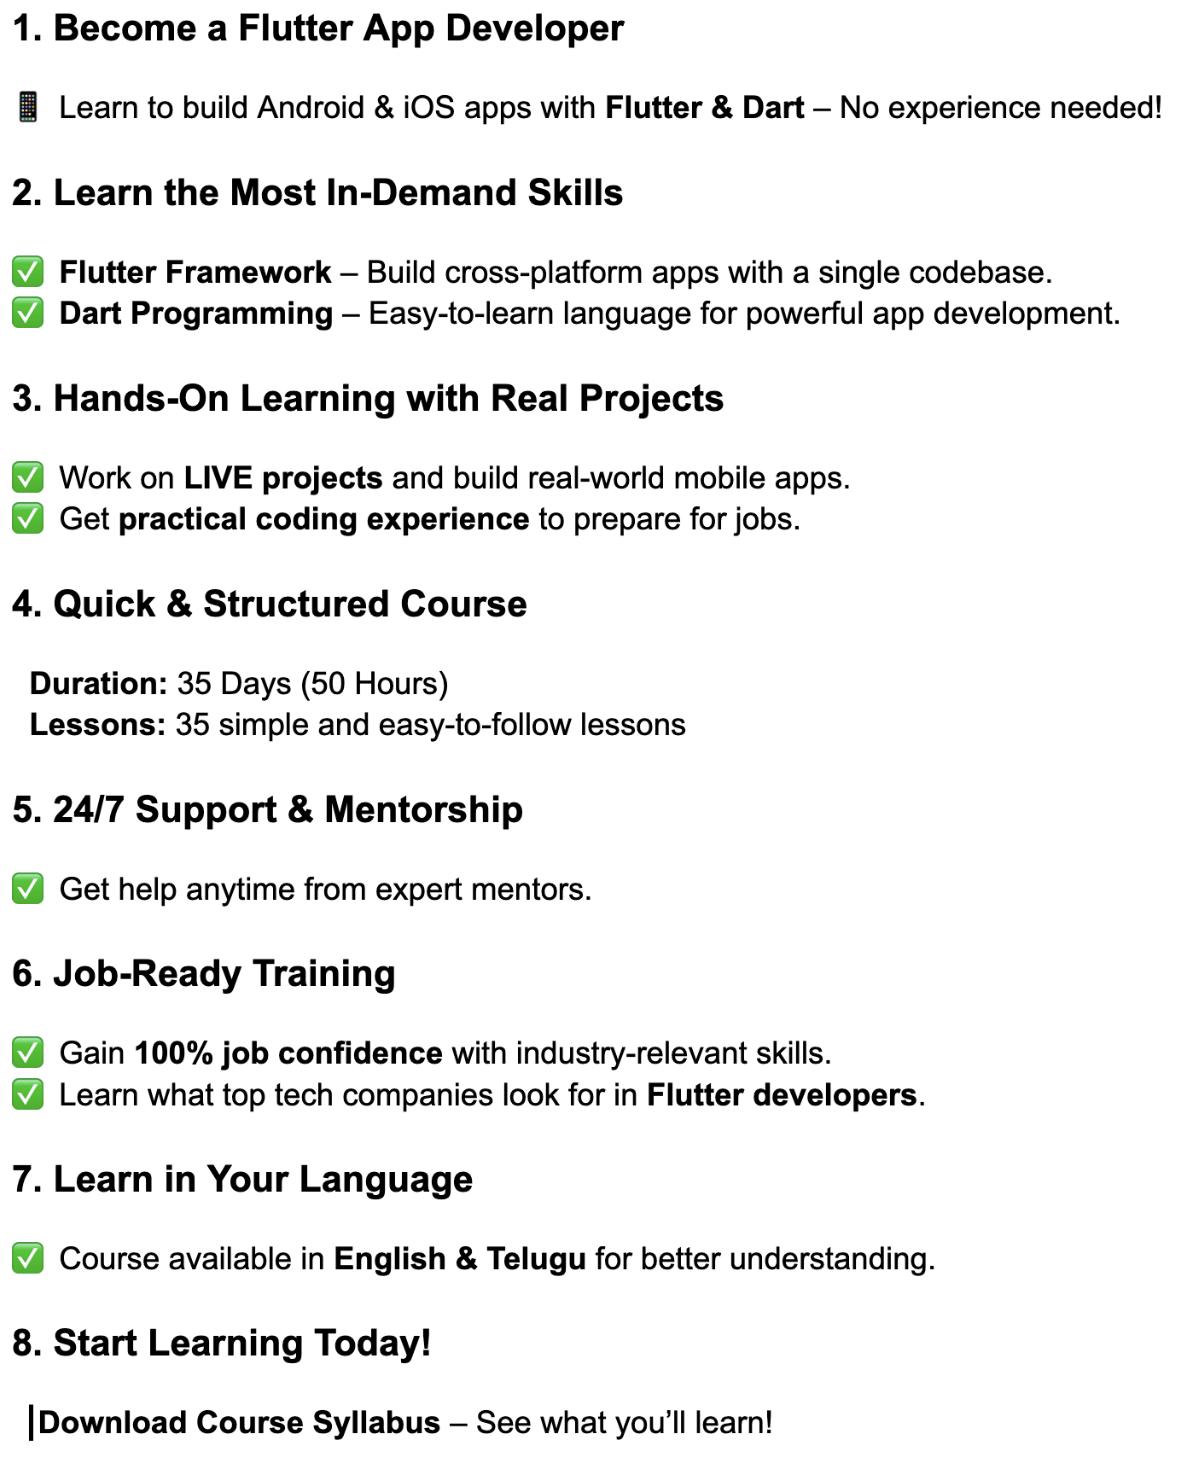 1. Become a Flutter App Developer
📱 Learn to build Android & iOS apps with Flutter & Dart – No experience needed!
2. Learn the Most In-Demand Skills
✅ Flutter Framework – Build cross-platform apps with a single codebase.
✅ Dart Programming – Easy-to-learn language for powerful app development.
3. Hands-On Learning with Real Projects
✅ Work on LIVE projects and build real-world mobile apps.
✅ Get practical coding experience to prepare for jobs.
4. Quick & Structured Course
Duration: 35 Days (50 Hours)
Lessons: 35 simple and easy-to-follow lessons
5. 24/7 Support & Mentorship
✅ Get help anytime from expert mentors.
6. Job-Ready Training
✅ Gain 100% job confidence with industry-relevant skills.
✅ Learn what top tech companies look for in Flutter developers.
7. Learn in Your Language
✅ Course available in English & Telugu for better understanding.
8. Start Learning Today!
Download Course Syllabus – See what you’ll learn!